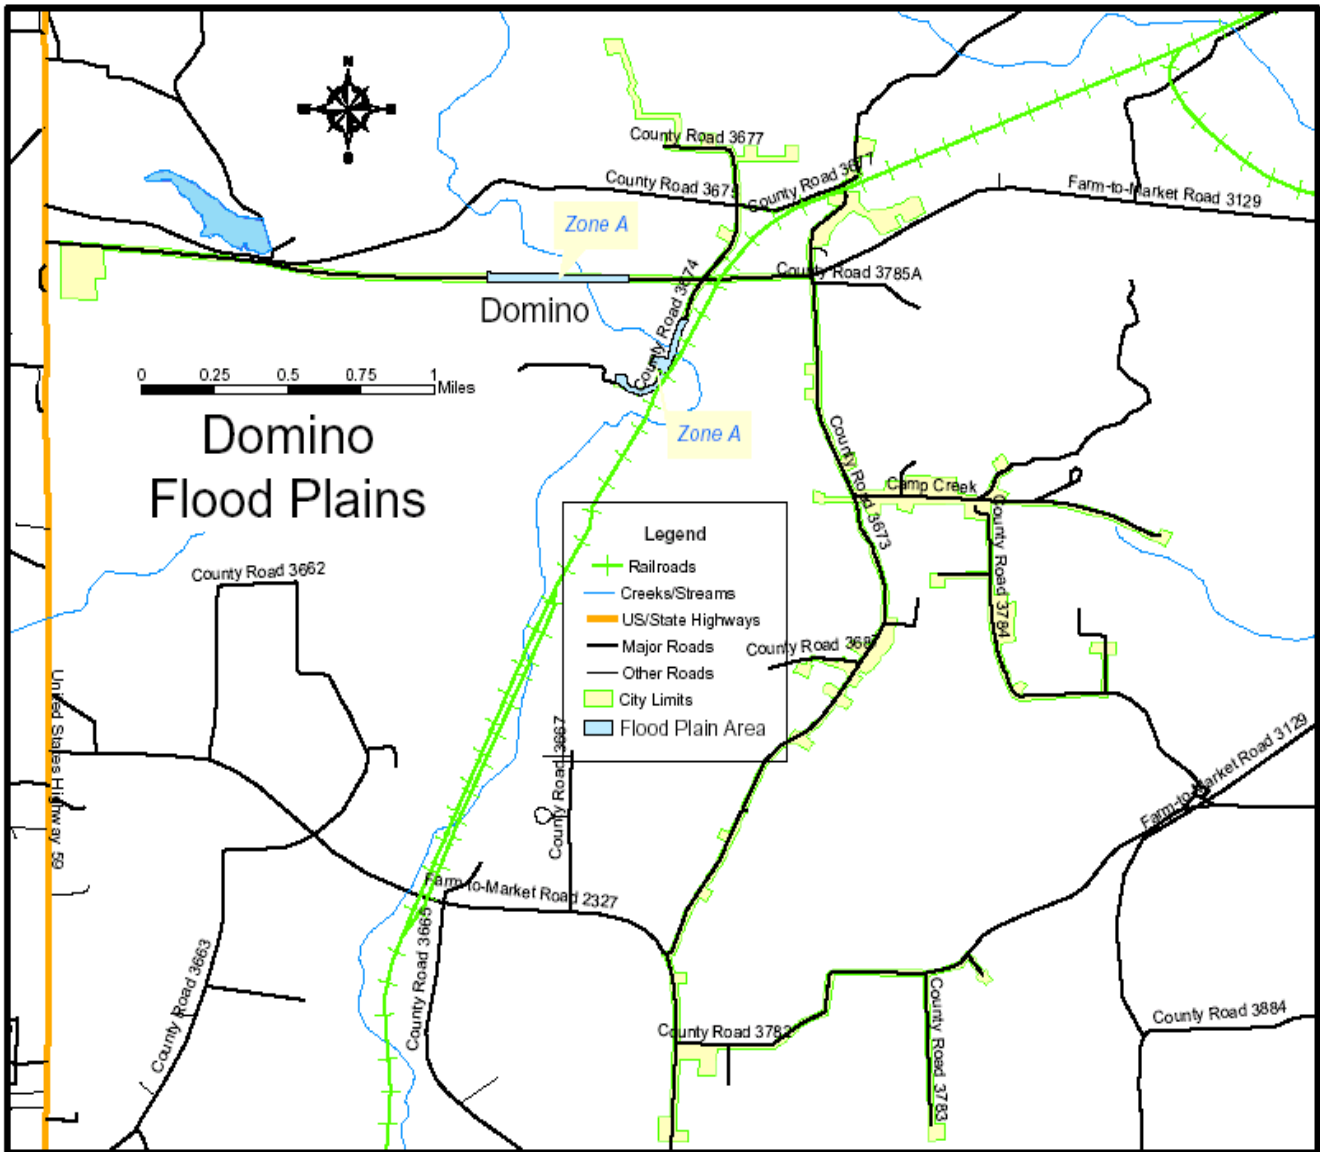 N
County Road 3677
County Road 3677
County Road 367
Farm-to-Market Road 3129
Zone A
County Road 3785A
County Road 3674
Domino
0 0.25 0.5 0.75 1
Miles
Domino
Flood Plains
Zone A
County Road 3673
Camp Creek
County Road 3784
Legend
Railroads
Creeks/Streams
US/State Highways
Major Roads
Other Roads
City Limits
Flood Plain Area
County Road 3662
County Road 368
United States Highway 59
County Road 3667
Farm-to-Market Road 3129
Farm-to-Market Road 2327
County Road 3665
County Road 3663
County Road 3782
County Road 3783
County Road 3884